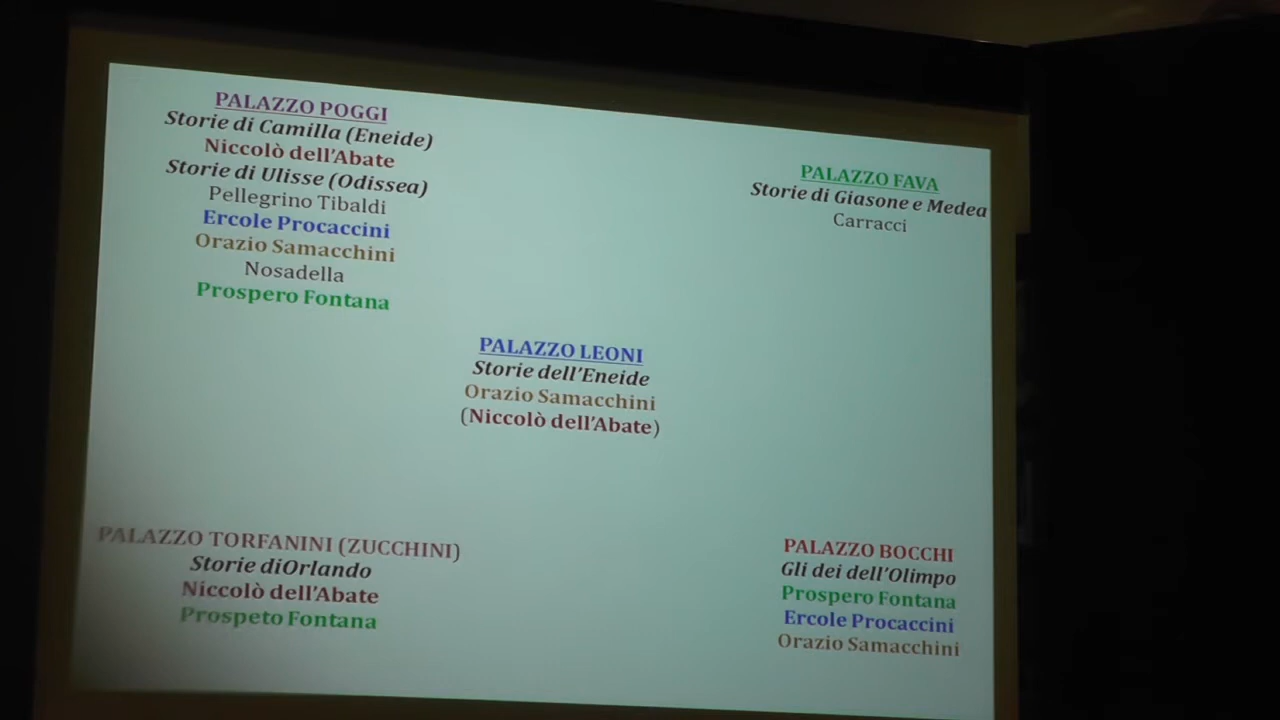 PALAZZO POGGI
Storie di Camilla (Eneide)
Niccolò dell'Abate
Storie di Ulisse (Odissea)
Pellegrino Tibaldi
Ercole Procaccini
Orazio Samacchini
Nosadella
Prospero Fontana
PALAZZO FAVA
Storie di Giasone e Medea
Carracci
PALAZZO LEONI
Storie dell'Eneide
Orazio Samacchini
(Niccolò dell'Abate)
PALAZZO TORFANINI (ZUCCHINI)
Storie diOrlando
Niccolò dell'Abate
Prospeto Fontana
PALAZZO BOCCHI
Gli dei dell'Olimpo
Prospero Fontana
Ercole Procaccini
Orazio Samacchini